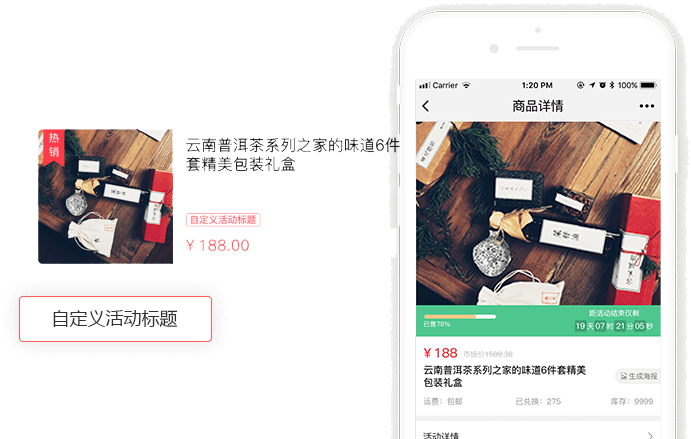 热销
云南普洱茶系列之家的味道6件
套精美包装礼盒
自定义活动标题
¥ 188.00
自定义活动标题
Carrier 1:20 PM 100%
商品详情
距活动结束仅剩
已售78%
19 天 07 时 21 分 05 秒
¥ 188 市场价1589.36
云南普洱茶系列之家的味道6件套精美
包装礼盒
生成海报
运费：包邮 已兑换：275 库存：9999
活动详情